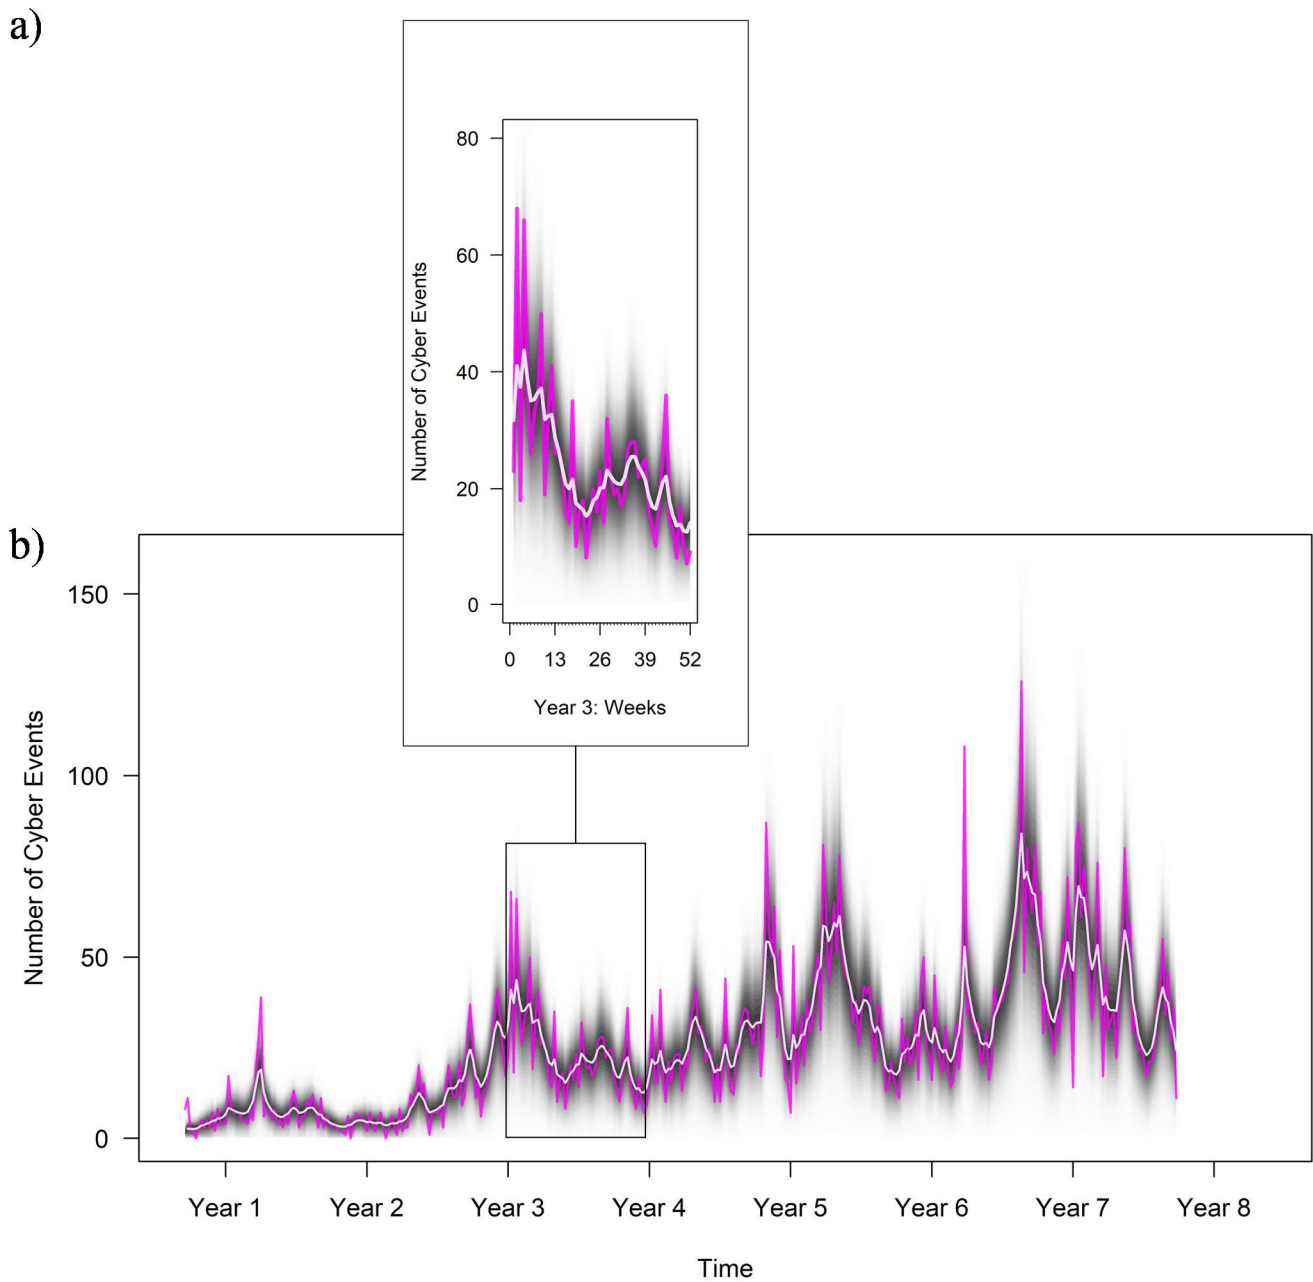 a)
80
60
40
20
0
Number of Cyber Events
0 13 26 39 52
Year 3: Weeks
b)
150
100
50
0
Number of Cyber Events
Year 1 Year 2 Year 3 Year 4 Year 5 Year 6 Year 7 Year 8
Time